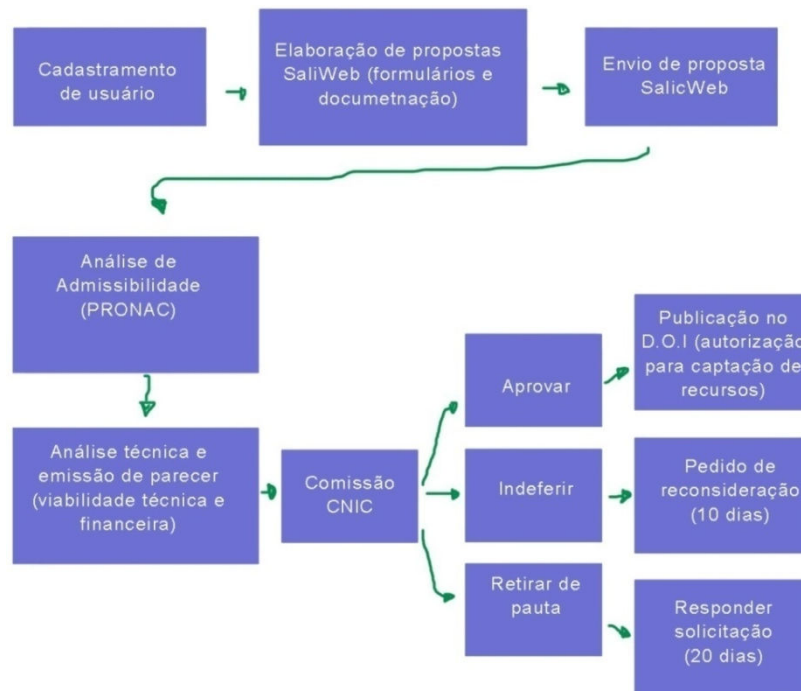 Cadastramento
de usuário
Elaboração de propostas
SaliWeb (formulários e
documetnação)
Envio de proposta
SalicWeb
Análise de
Admissibilidade
(PRONAC)
Análise técnica e
emissão de parecer
(viabilidade técnica e
financeira)
Comissão
CNIC
Aprovar
Publicação no
D.O.I (autorização
para captação de
recursos)
Indeferir
Pedido de
reconsideração
(10 dias)
Retirar de
pauta
Responder
solicitação
(20 dias)